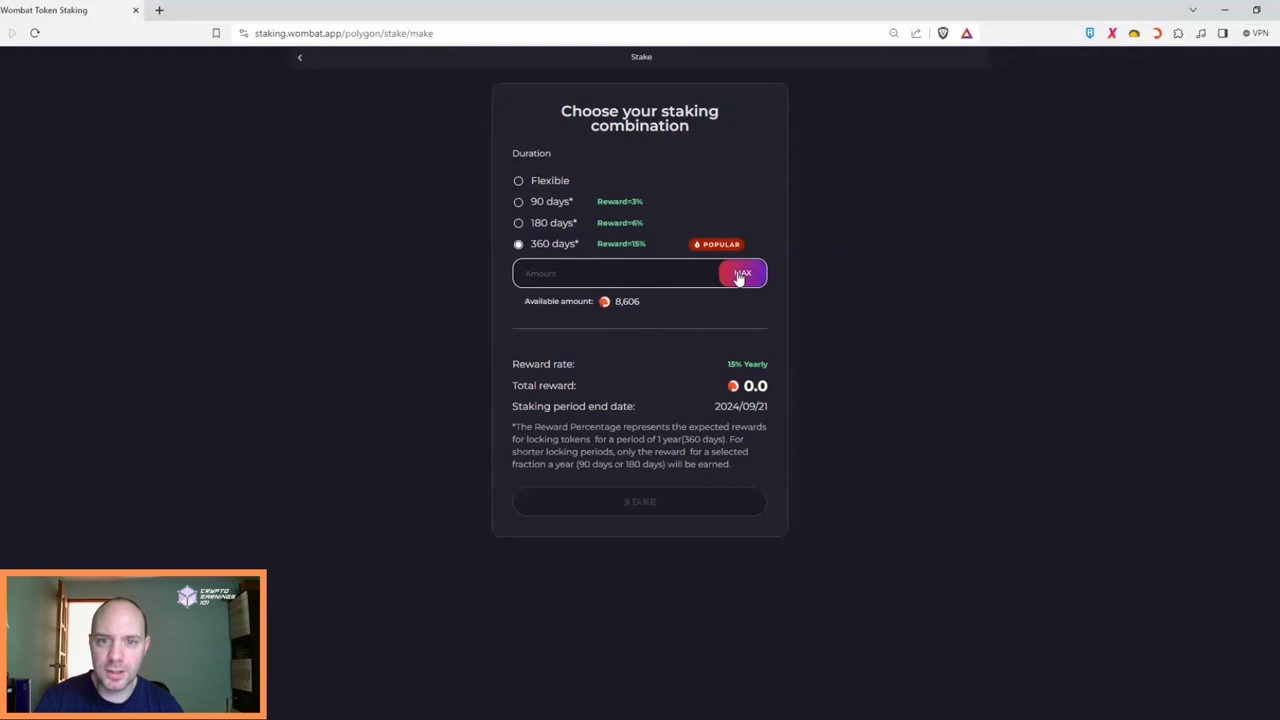 Wombat Token Staking
staking.wombat.app/polygon/stake/make
VPN
Stake
Choose your staking
combination
Duration
Flexible
90 days* Reward=3%
180 days* Reward=6%
360 days* Reward=15% POPULAR
Amount MAX
Available amount: 8,606
Reward rate: 15% Yearly
Total reward: 0.0
Staking period end date: 2024/09/21
*The Reward Percentage represents the expected rewards
for locking tokens for a period of 1 year(360 days). For
shorter locking periods, only the reward for a selected
fraction a year (90 days or 180 days) will be earned.
STAKE
CRYPTO
EARNINGS
101